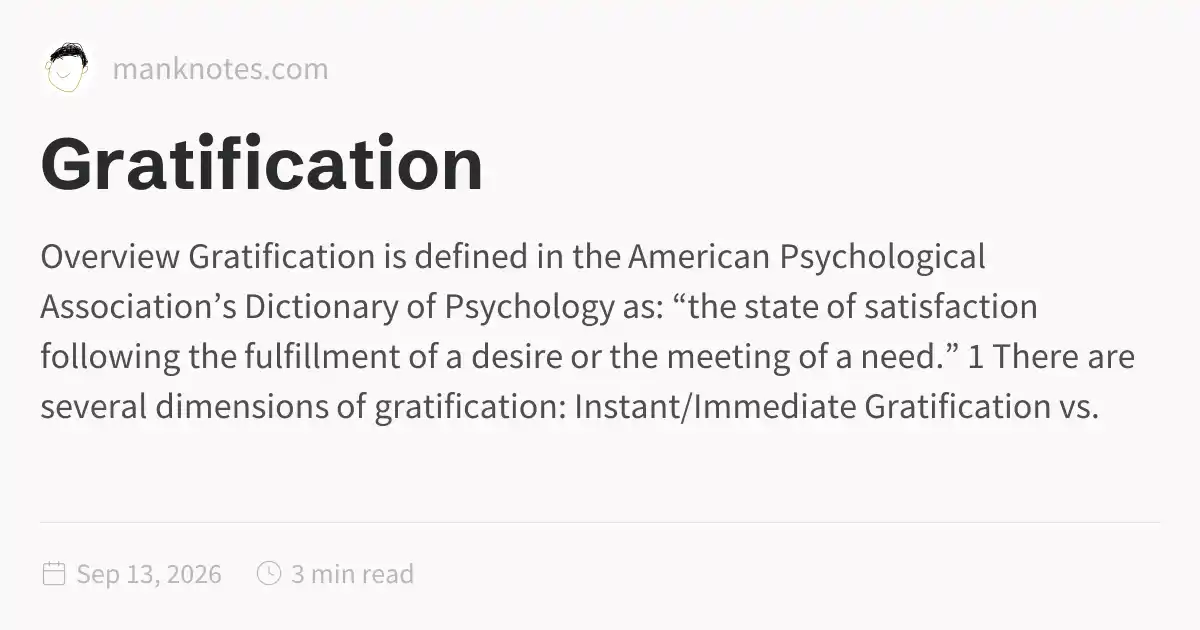 manknotes.com
Gratification
Overview Gratification is defined in the American Psychological
Association’s Dictionary of Psychology as: “the state of satisfaction
following the fulfillment of a desire or the meeting of a need.” 1 There are
several dimensions of gratification: Instant/Immediate Gratification vs.
Sep 13, 2026 3 min read